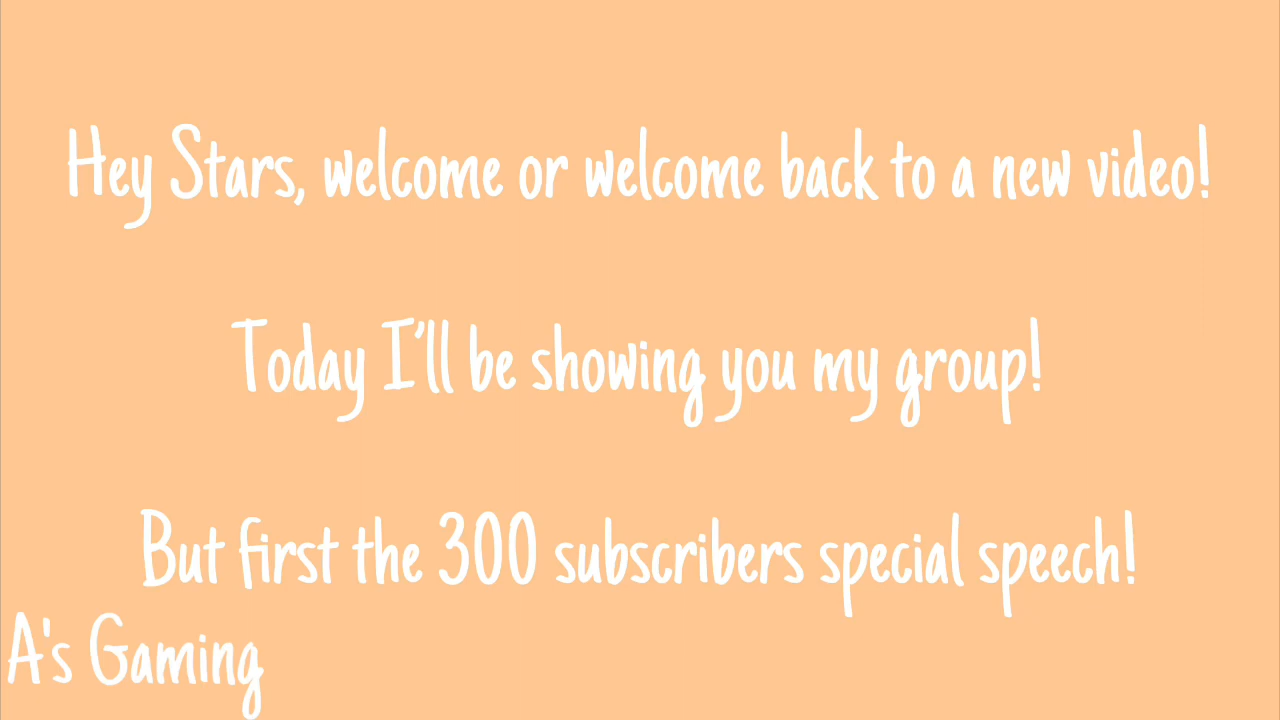 Hey Stars, welcome or welcome back to a new video!
Today I'll be showing you my group!
But first the 300 subscribers special speech!
A's Gaming